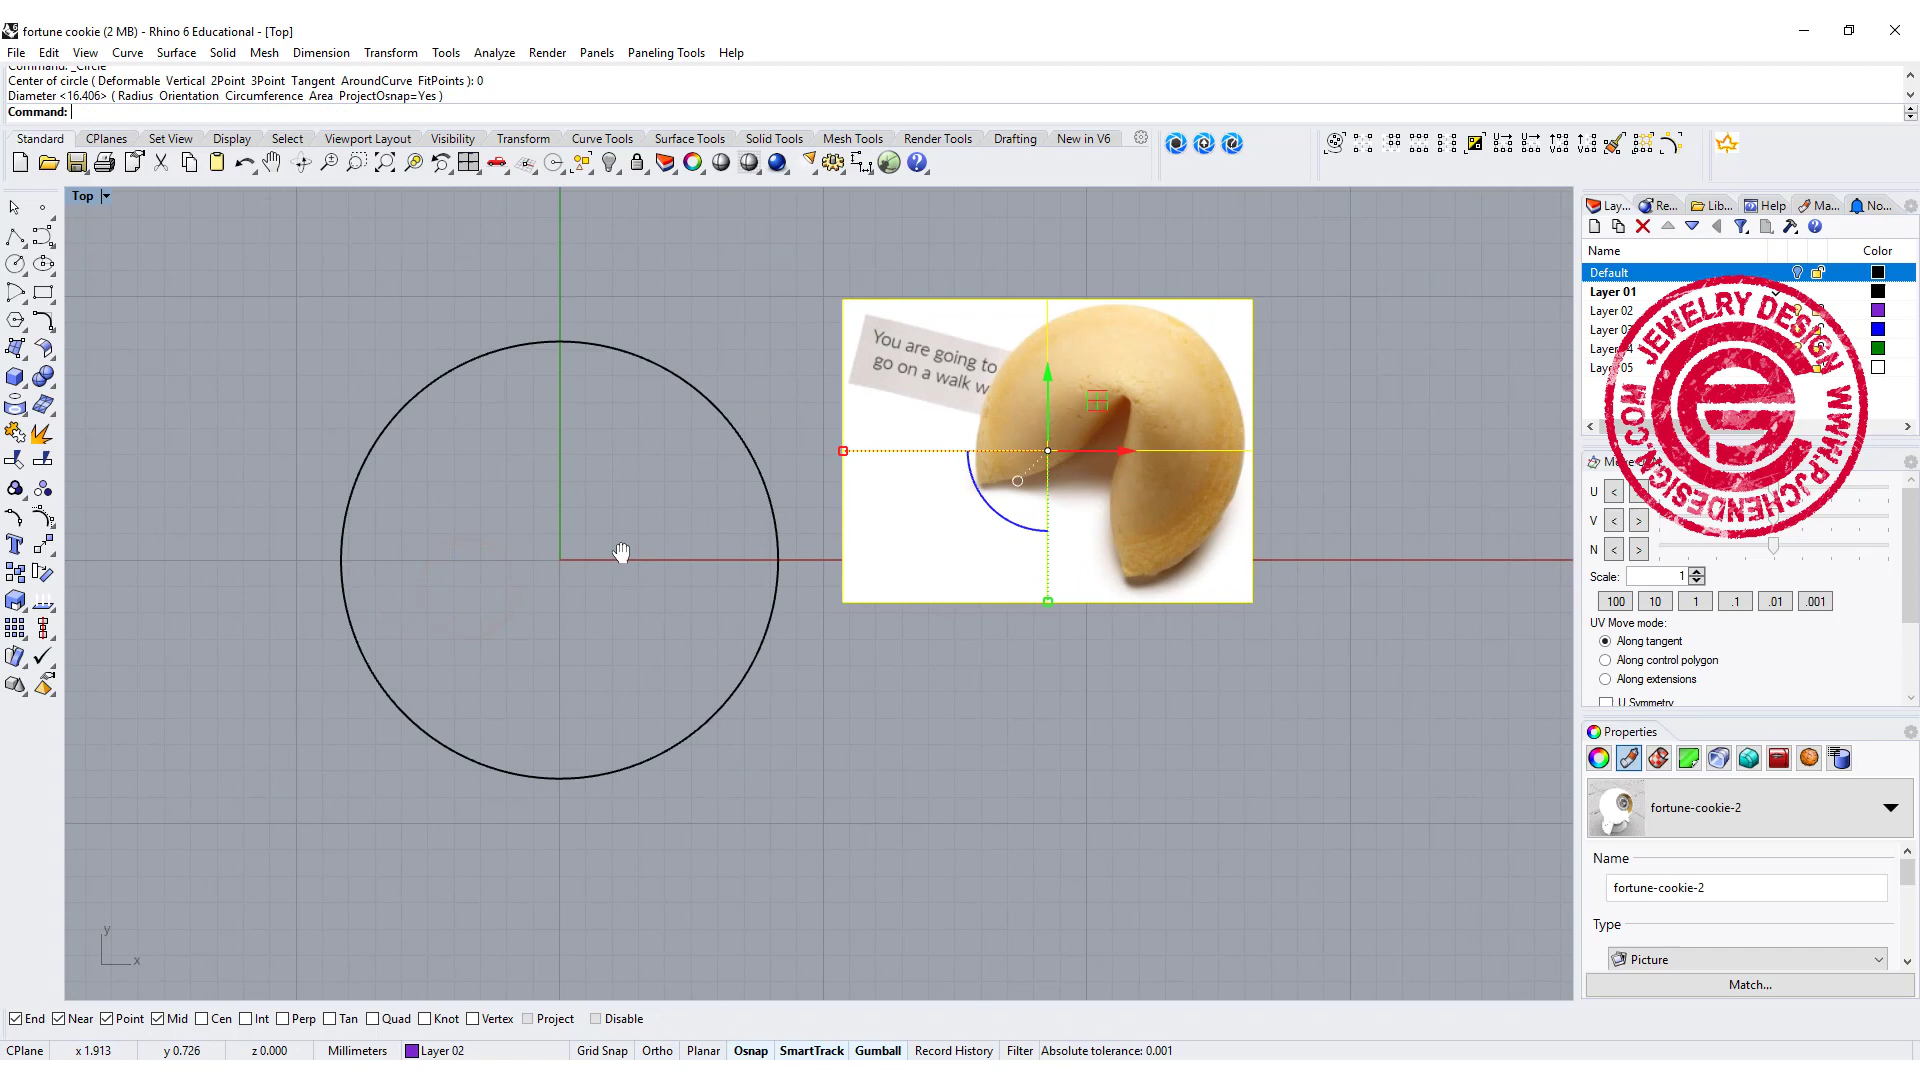 fortune cookie (2 MB) - Rhino 6 Educational - [Top]
File Edit View Curve Surface Solid Mesh Dimension Transform Tools Analyze Render Panels Paneling Tools Help
Command: _Circle
Center of circle ( Deformable Vertical 2Point 3Point Tangent AroundCurve FitPoints ): 0
Diameter <16.406> ( Radius Orientation Circumference Area ProjectOsnap=Yes )
Command:
Standard CPlanes Set View Display Select Viewport Layout Visibility Transform Curve Tools Surface Tools Solid Tools Mesh Tools Render Tools Drafting New in V6
Top
Lay... Re... Lib... Help Ma... No...
Name Color
Default
Layer 01
Layer 02
JEWELRY DESIGN WWW.PJCHENDESIGN.COM
You are going to
go on a walk w
U < 
V < >
N < >
Scale: 1
100 10 1 .1 .01 .001
UV Move mode:
Along tangent
Along control polygon
Along extensions
U Symmetry
Properties
fortune-cookie-2
Name
fortune-cookie-2
Type
Picture
Match...
y
x
End Near Point Mid Cen Int Perp Tan Quad Knot Vertex Project Disable
CPlane x 1.913 y 0.726 z 0.000 Millimeters Layer 02 Grid Snap Ortho Planar Osnap SmartTrack Gumball Record History Filter Absolute tolerance: 0.001